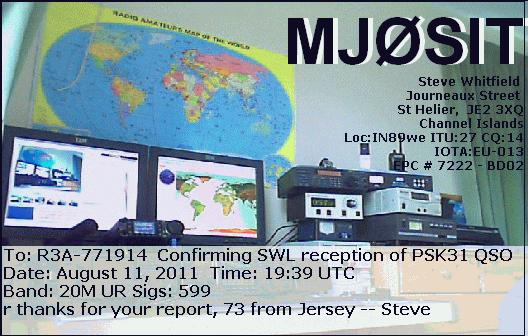 RADIO AMATEURS MAP OF THE WORLD
MJØSIT
Steve Whitfield
Journeaux Street
St Helier, JE2 3XQ
Channel Islands
Loc:IN89we ITU:27 CQ:14
IOTA:EU-013
EPC # 7222 - BD02
To: R3A-771914 Confirming SWL reception of PSK31 QSO
Date: August 11, 2011 Time: 19:39 UTC
Band: 20M UR Sigs: 599
r thanks for your report, 73 from Jersey -- Steve